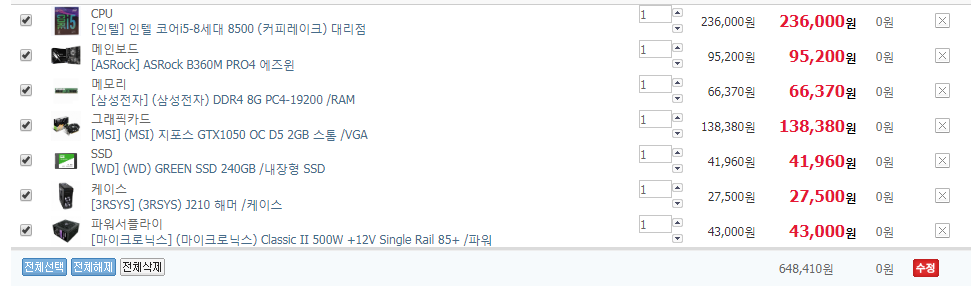 CPU
[인텔] 인텔 코어i5-8세대 8500 (커피레이크) 대리점 1 236,000원 236,000원 0원
메인보드
[ASRock] ASRock B360M PRO4 에즈윈 1 95,200원 95,200원 0원
메모리
[삼성전자] (삼성전자) DDR4 8G PC4-19200 /RAM 1 66,370원 66,370원 0원
그래픽카드
[MSI] (MSI) 지포스 GTX1050 OC D5 2GB 스톰 /VGA 1 138,380원 138,380원 0원
SSD
[WD] (WD) GREEN SSD 240GB /내장형 SSD 1 41,960원 41,960원 0원
케이스
[3RSYS] (3RSYS) J210 해머 /케이스 1 27,500원 27,500원 0원
파워서플라이
[마이크로닉스] (마이크로닉스) Classic II 500W +12V Single Rail 85+ /파워 1 43,000원 43,000원 0원
전체선택 전체해제 전체삭제 648,410원 0원 수정